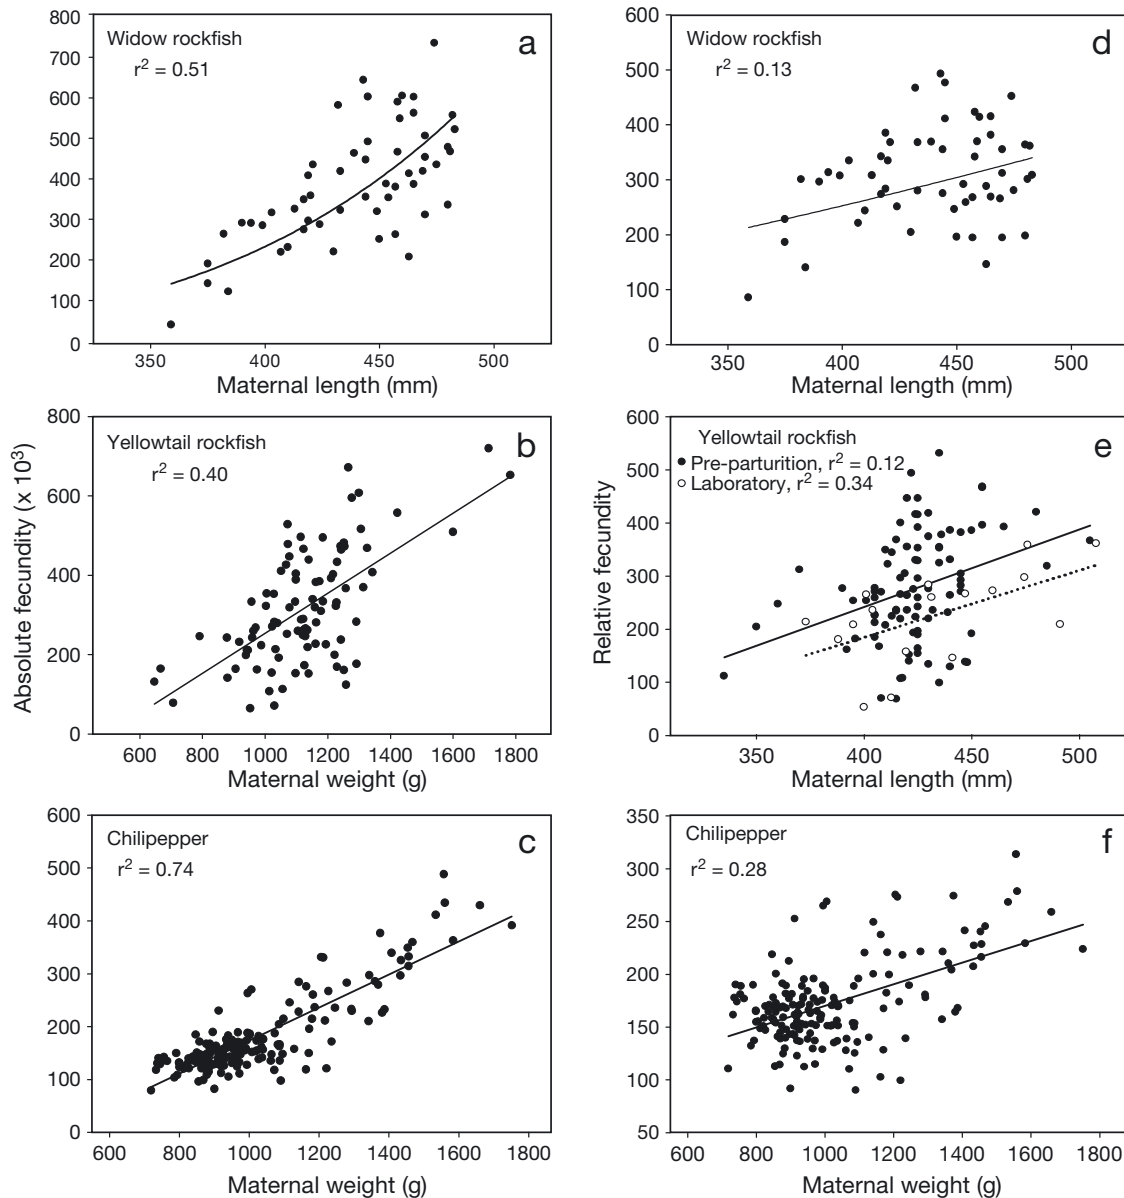 800
700
600
500
400
300
200
100
0
Widow rockfish
r² = 0.51
a
350
400
450
500
Maternal length (mm)
600
500
400
300
200
100
0
Widow rockfish
r² = 0.13
d
350
400
450
500
Maternal length (mm)
Absolute fecundity (x 10³)
800
600
400
200
0
Yellowtail rockfish
r² = 0.40
b
600
800
1000
1200
1400
1600
1800
Maternal weight (g)
Relative fecundity
600
500
400
300
200
100
0
Yellowtail rockfish
Pre-parturition, r² = 0.12
Laboratory, r² = 0.34
e
350
400
450
500
Maternal length (mm)
600
500
400
300
200
100
0
Chilipepper
r² = 0.74
c
600
800
1000
1200
1400
1600
1800
Maternal weight (g)
350
300
250
200
150
100
50
Chilipepper
r² = 0.28
f
600
800
1000
1200
1400
1600
1800
Maternal weight (g)